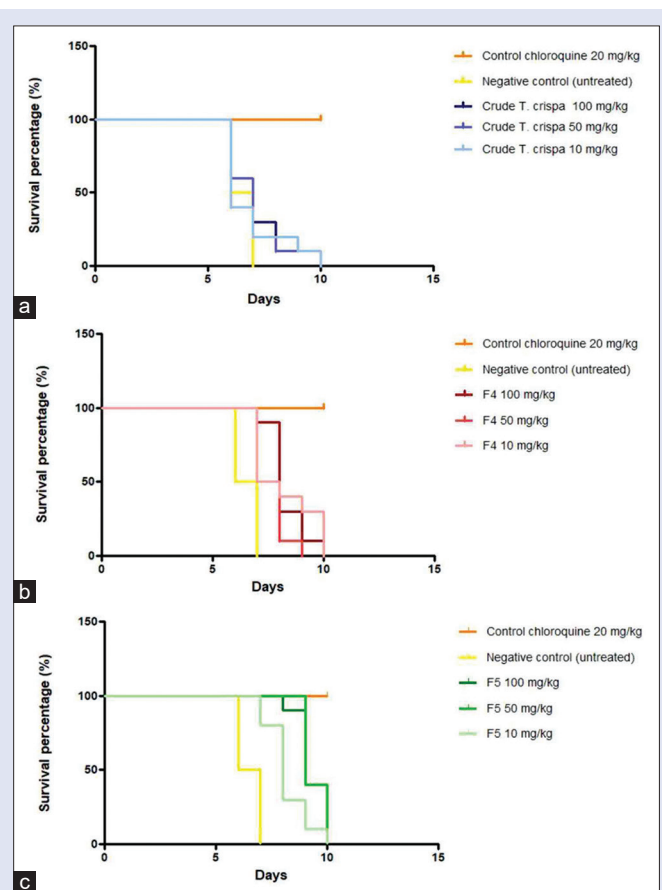 150
100
50
0
Survival percentage (%)
0
5
10
15
Days
Control chloroquine 20 mg/kg
Negative control (untreated)
Crude T. crispa 100 mg/kg
Crude T. crispa 50 mg/kg
Crude T. crispa 10 mg/kg
a
150
100
50
0
Survival percentage (%)
0
5
10
15
Days
Control chloroquine 20 mg/kg
Negative control (untreated)
F4 100 mg/kg
F4 50 mg/kg
F4 10 mg/kg
b
150
100
50
0
Survival percentage (%)
0
5
10
15
Days
Control chloroquine 20 mg/kg
Negative control (untreated)
F5 100 mg/kg
F5 50 mg/kg
F5 10 mg/kg
c